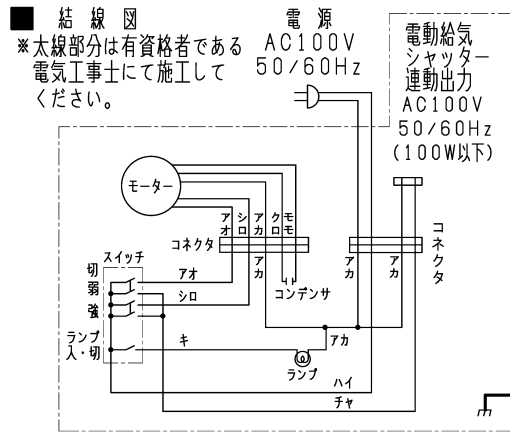 ■ 結線図
※太線部分は有資格者である
電気工事士にて施工して
ください。
電源
AC100V
50/60Hz
電動給気
シャッター
連動出力
AC100V
50/60Hz
(100W以下)
モーター
アオ
シロ
アカ
クロ
モモ
コネクタ
アカ
コンデンサ
アカ
アカ
コネクタ
スイッチ
切
弱
強
アオ
シロ
ランプ
入・切
キ
アカ
ランプ
ハイ
チャ